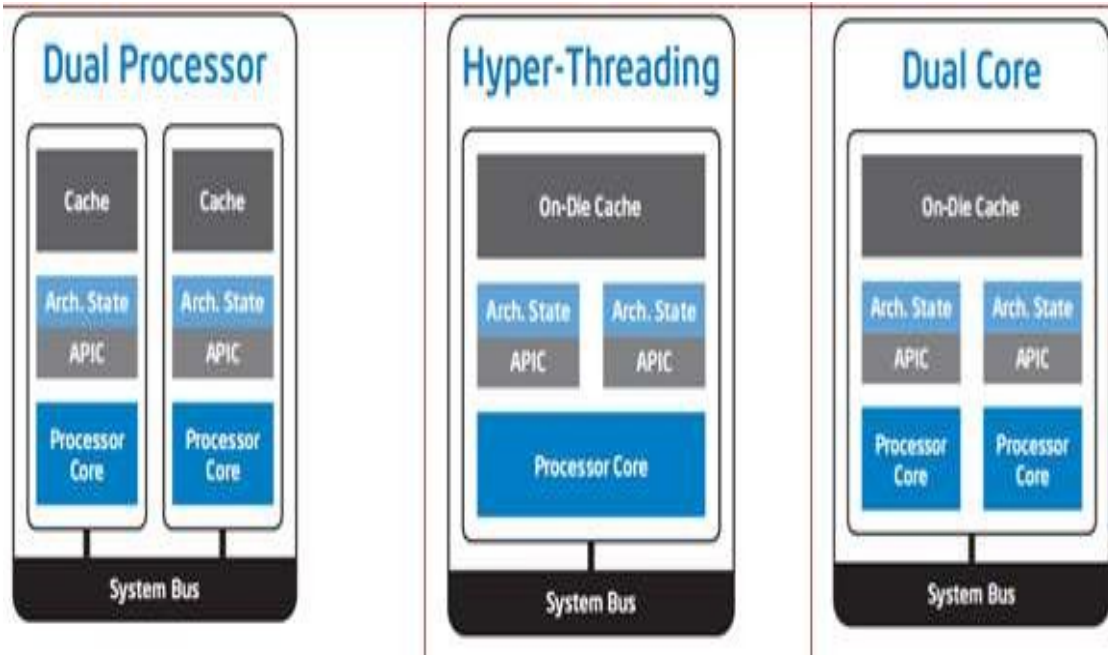 Dual Processor
Cache
Cache
Arch. State
Arch. State
APIC
APIC
Processor
Core
Processor
Core
System Bus
Hyper-Threading
On-Die Cache
Arch. State
Arch. State
APIC
APIC
Processor Core
System Bus
Dual Core
On-Die Cache
Arch. State
Arch. State
APIC
APIC
Processor
Core
Processor
Core
System Bus